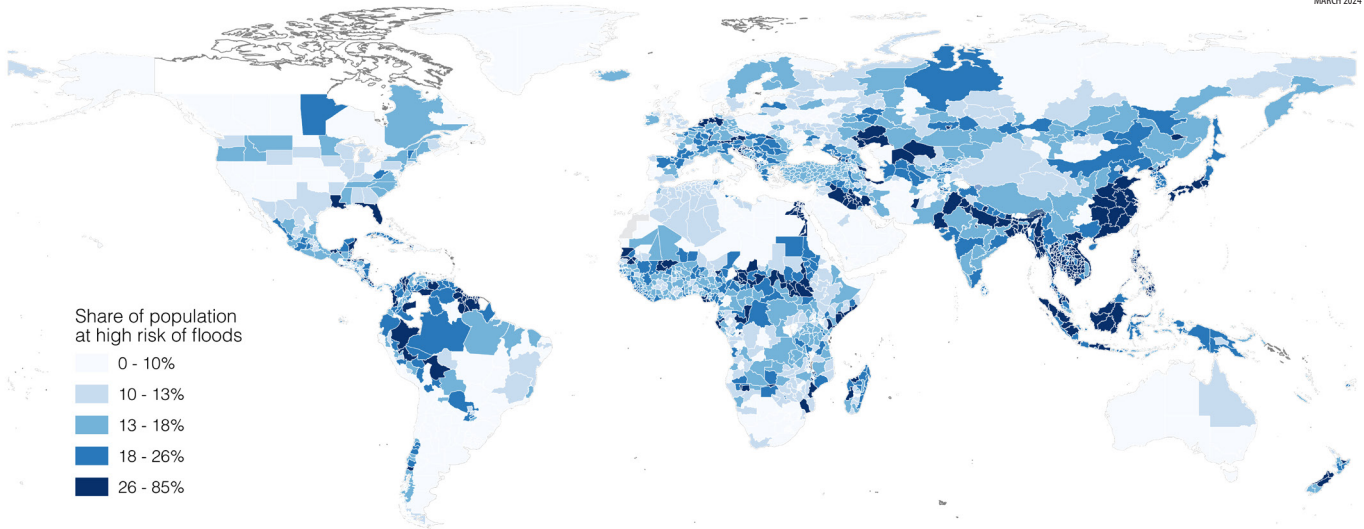 MARCH 2024
Share of population
at high risk of floods
0 - 10%
10 - 13%
13 - 18%
18 - 26%
26 - 85%